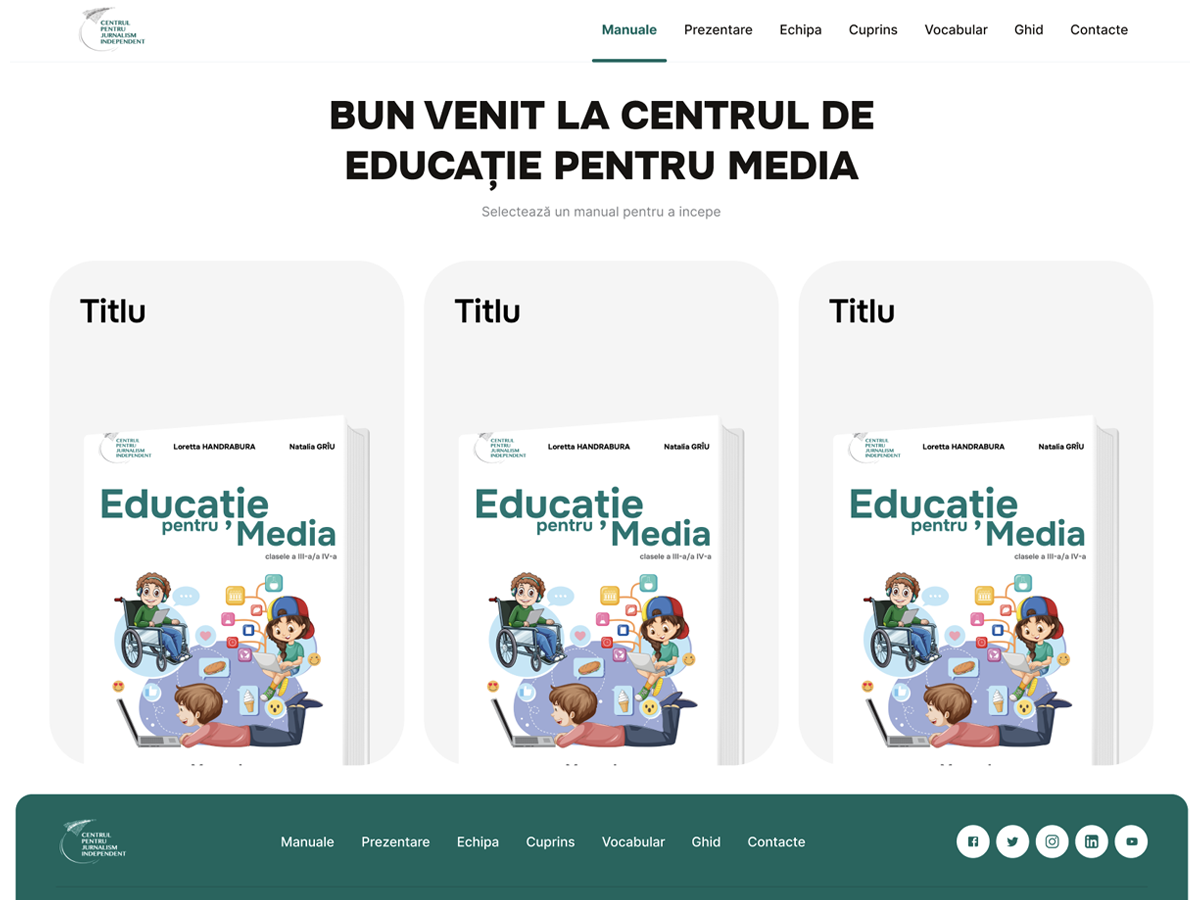 CENTRUL
PENTRU
JURNALISM
INDEPENDENT
Manuale Prezentare Echipa Cuprins Vocabular Ghid Contacte
BUN VENIT LA CENTRUL DE
EDUCAȚIE PENTRU MEDIA
Selectează un manual pentru a incepe
Titlu
CENTRUL
PENTRU
JURNALISM
INDEPENDENT
Loretta HANDRABURA Natalia GRÎU
Educație
pentru Media
clasele a III-a/a IV-a
Titlu
CENTRUL
PENTRU
JURNALISM
INDEPENDENT
Loretta HANDRABURA Natalia GRÎU
Educație
pentru Media
clasele a III-a/a IV-a
Titlu
CENTRUL
PENTRU
JURNALISM
INDEPENDENT
Loretta HANDRABURA Natalia GRÎU
Educație
pentru Media
clasele a III-a/a IV-a
CENTRUL
PENTRU
JURNALISM
INDEPENDENT
Manuale Prezentare Echipa Cuprins Vocabular Ghid Contacte